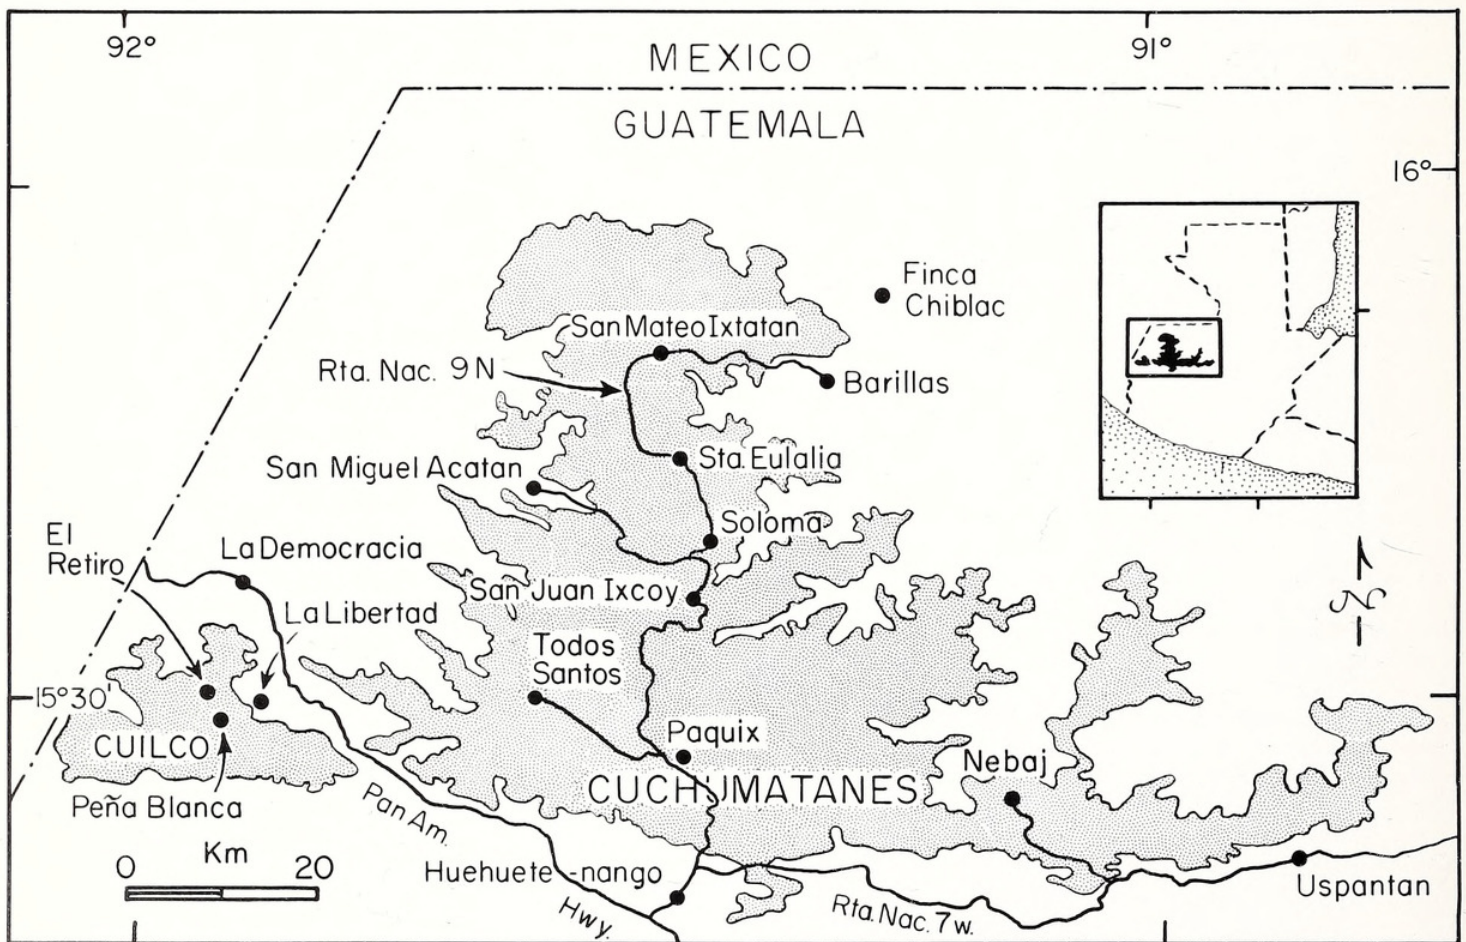 92°
91°
MEXICO
GUATEMALA
16°
Finca
Chiblac
San Mateo Ixtatan
Rta. Nac. 9N
Barillas
San Miguel Acatan
Sta. Eulalia
Soloma
El
Retiro
La Democracia
San Juan Ixcoy
La Libertad
Todos
Santos
15°30'
CUILCO
Paquix
Nebaj
CUCHUMATANES
Peña Blanca
Pan Am.
Km
0 20
Huehuete-nango
Hwy.
Rta. Nac. 7w.
Uspantan
N